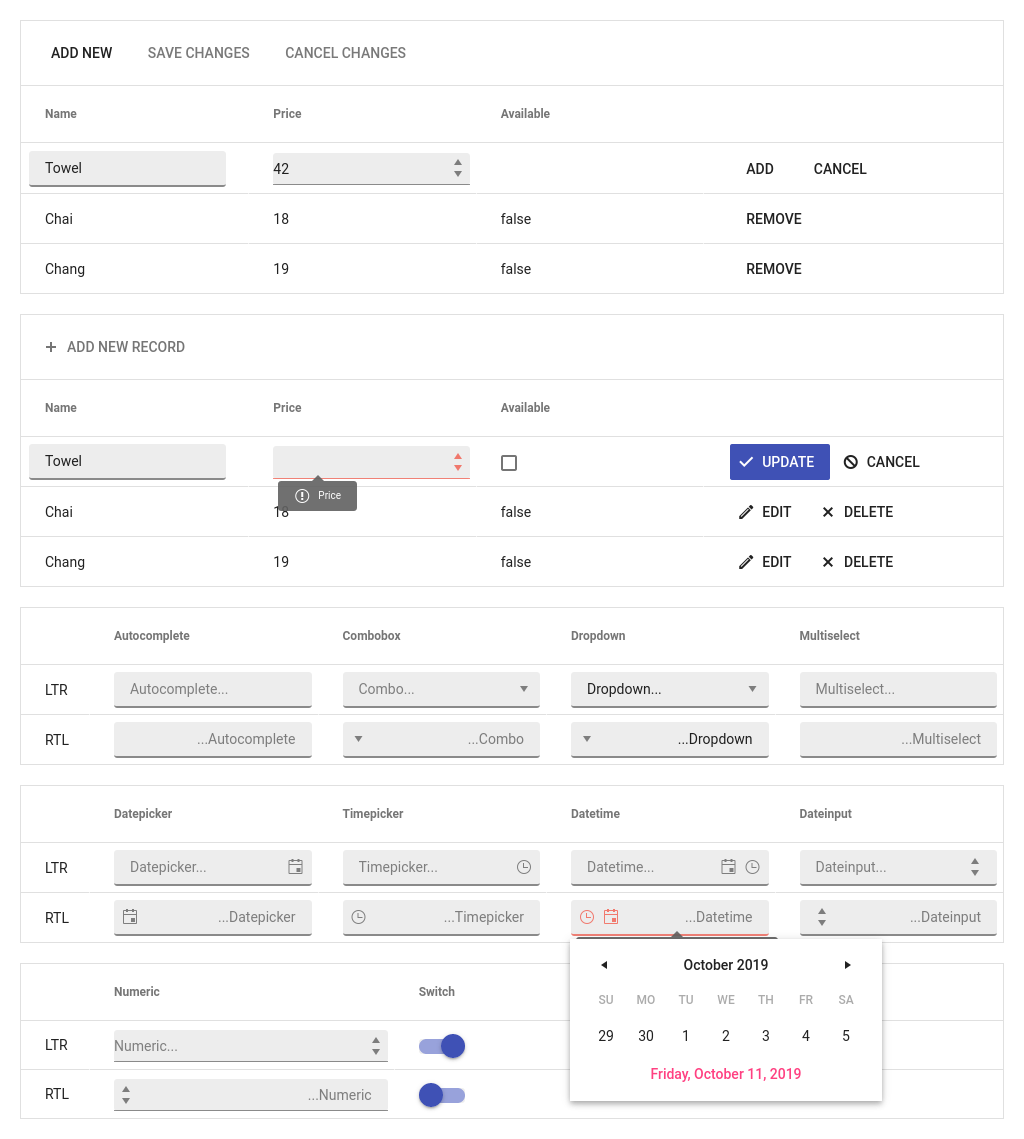 ADD NEW SAVE CHANGES CANCEL CHANGES
Name Price Available
Towel 42 ADD CANCEL
Chai 18 false REMOVE
Chang 19 false REMOVE
ADD NEW RECORD
Name Price Available
Towel UPDATE CANCEL
Price
Chai 18 false EDIT DELETE
Chang 19 false EDIT DELETE
Autocomplete Combobox Dropdown Multiselect
LTR Autocomplete... Combo... Dropdown... Multiselect...
RTL ...Autocomplete ...Combo ...Dropdown ...Multiselect
Datepicker Timepicker Datetime Dateinput
LTR Datepicker... Timepicker... Datetime... Dateinput...
RTL ...Datepicker ...Timepicker ...Datetime ...Dateinput
October 2019
Numeric Switch
SU MO TU WE TH FR SA
29 30 1 2 3 4 5
LTR Numeric...
Friday, October 11, 2019
RTL ...Numeric